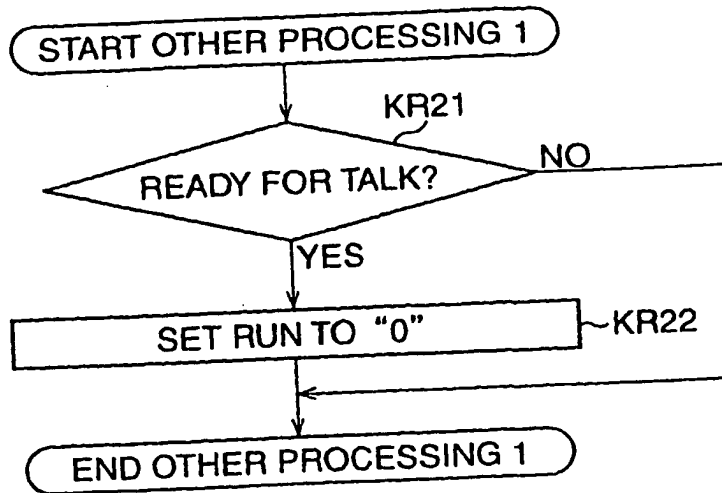 START OTHER PROCESSING 1
KR21
READY FOR TALK?
NO
YES
SET RUN TO "0"
KR22
END OTHER PROCESSING 1